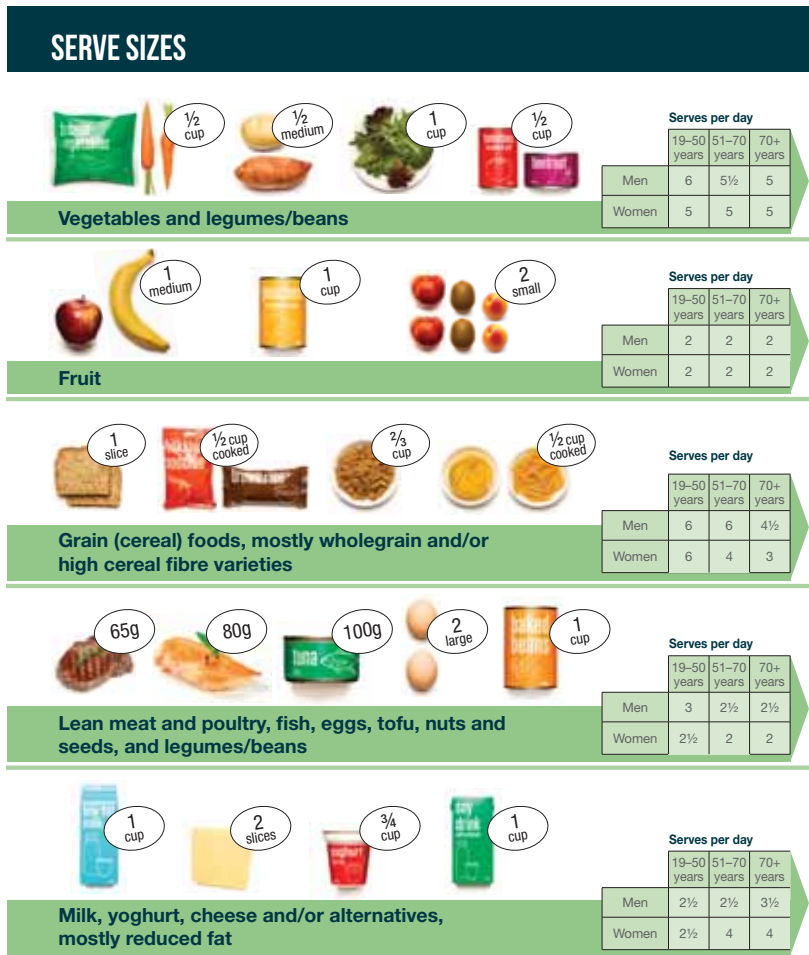 SERVE SIZES
½
cup
½
medium
1
cup
½
cup
Serves per day
19–50 years 51–70 years 70+ years
Men 6 5½ 5
Women 5 5 5
Vegetables and legumes/beans
1
medium
1
cup
2
small
Serves per day
19–50 years 51–70 years 70+ years
Men 2 2 2
Women 2 2 2
Fruit
1
slice
½ cup
cooked
⅔
cup
½ cup
cooked
Serves per day
19–50 years 51–70 years 70+ years
Men 6 6 4½
Women 6 4 3
Grain (cereal) foods, mostly wholegrain and/or
high cereal fibre varieties
65g
80g
tuna
100g
2
large
baked
beans
1
cup
Serves per day
19–50 years 51–70 years 70+ years
Men 3 2½ 2½
Women 2½ 2 2
Lean meat and poultry, fish, eggs, tofu, nuts and
seeds, and legumes/beans
1
cup
2
slices
yoghurt
¾
cup
soy
drink
1
cup
Serves per day
19–50 years 51–70 years 70+ years
Men 2½ 2½ 3½
Women 2½ 4 4
Milk, yoghurt, cheese and/or alternatives,
mostly reduced fat